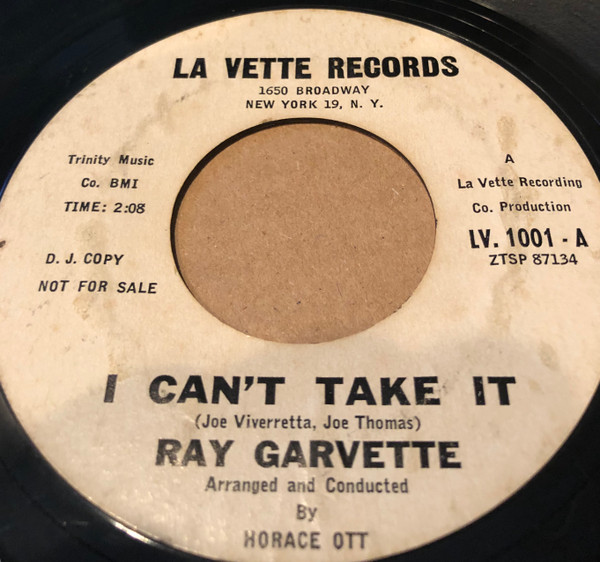 LA VETTE RECORDS
1650 BROADWAY
NEW YORK 19, N. Y.
Trinity Music
Co. BMI
TIME: 2:08
D. J. COPY
NOT FOR SALE
A
La Vette Recording
Co. Production
LV. 1001 - A
ZTSP 87134
I CAN'T TAKE IT
(Joe Viverretta, Joe Thomas)
RAY GARVETTE
Arranged and Conducted
By
HORACE OTT